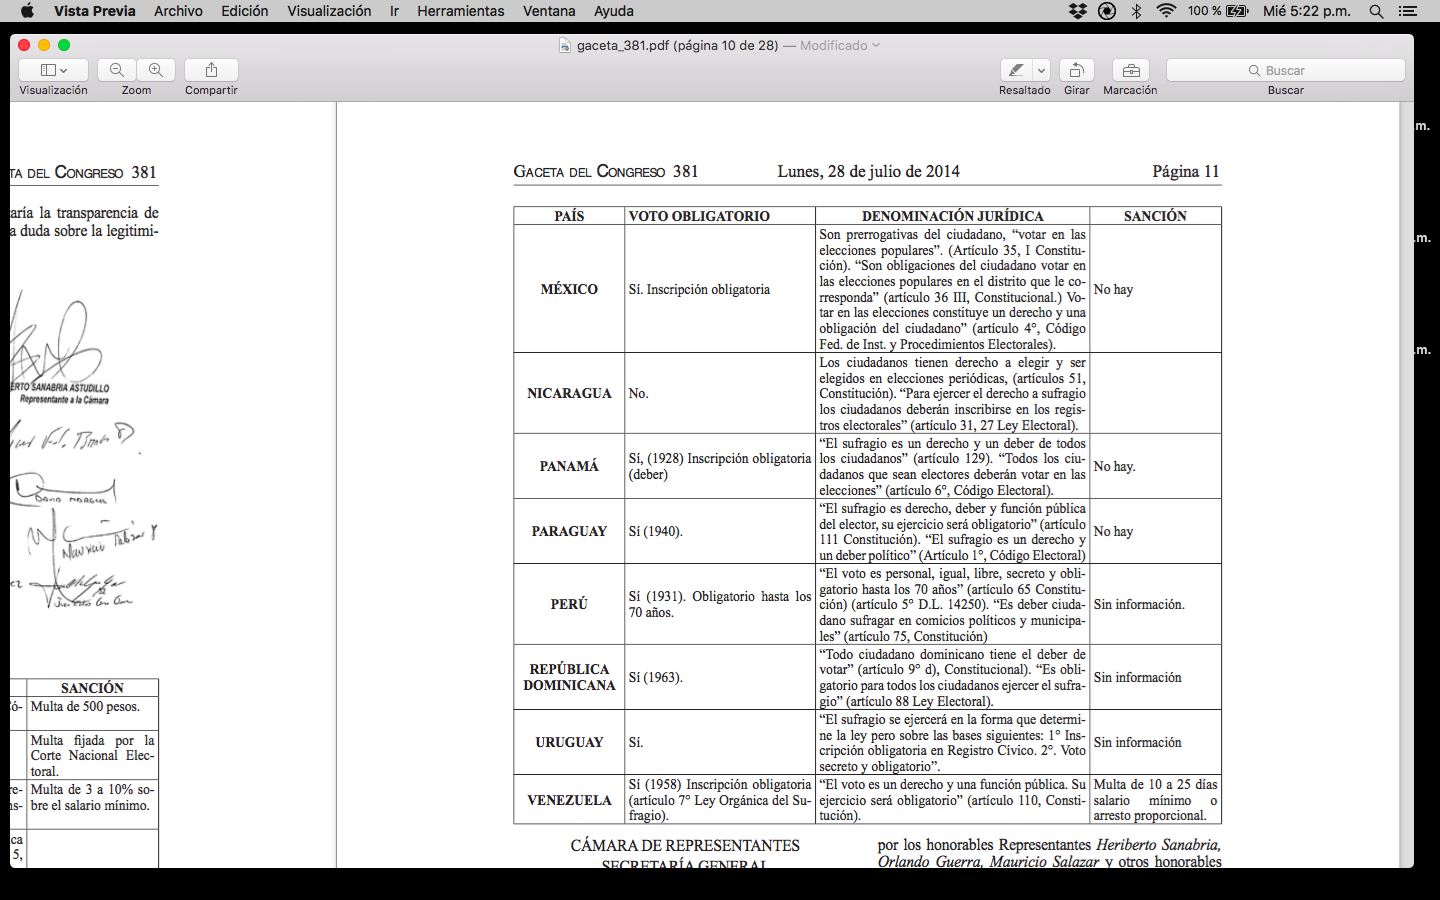 Vista Previa Archivo Edición Visualización Ir Herramientas Ventana Ayuda 100 % Mié 5:22 p.m.
gaceta_381.pdf (página 10 de 28) — Modificado
Buscar
Visualización Zoom Compartir Resaltado Girar Marcación Buscar
m.
m.
m.
TA DEL CONGRESO 381
aría la transparencia de
a duda sobre la legitimi-
ERTO SANABRIA ASTUDILLO
Representante a la Cámara
SANCIÓN
Có- Multa de 500 pesos.
Multa fijada por la
Corte Nacional Elec-
toral.
re- Multa de 3 a 10% so-
ns- bre el salario mínimo.
ica
5,
GACETA DEL CONGRESO 381 Lunes, 28 de julio de 2014 Página 11
PAÍS VOTO OBLIGATORIO DENOMINACIÓN JURÍDICA SANCIÓN
MÉXICO
Sí. Inscripción obligatoria
Son prerrogativas del ciudadano, “votar en las
elecciones populares”. (Artículo 35, I Constitu-
ción). “Son obligaciones del ciudadano votar en
las elecciones populares en el distrito que le co-
rresponda” (artículo 36 III, Constitucional.) Vo-
tar en las elecciones constituye un derecho y una
obligación del ciudadano” (artículo 4°, Código
Fed. de Inst. y Procedimientos Electorales).
No hay
NICARAGUA
No.
Los ciudadanos tienen derecho a elegir y ser
elegidos en elecciones periódicas, (artículos 51,
Constitución). “Para ejercer el derecho a sufragio
los ciudadanos deberán inscribirse en los regis-
tros electorales” (artículo 31, 27 Ley Electoral).
PANAMÁ
Sí, (1928) Inscripción obligatoria
(deber)
“El sufragio es un derecho y un deber de todos
los ciudadanos” (artículo 129). “Todos los ciu-
dadanos que sean electores deberán votar en las
elecciones” (artículo 6°, Código Electoral).
No hay.
PARAGUAY
Sí (1940).
“El sufragio es derecho, deber y función pública
del elector, su ejercicio será obligatorio” (artículo
111 Constitución). “El sufragio es un derecho y
un deber político” (Artículo 1°, Código Electoral)
No hay
PERÚ
Sí (1931). Obligatorio hasta los
70 años.
“El voto es personal, igual, libre, secreto y obli-
gatorio hasta los 70 años” (artículo 65 Constitu-
ción) (artículo 5° D.L. 14250). “Es deber ciuda-
dano sufragar en comicios políticos y municipa-
les” (artículo 75, Constitución)
Sin información.
REPÚBLICA
DOMINICANA
Sí (1963).
“Todo ciudadano dominicano tiene el deber de
votar” (artículo 9° d), Constitucional). “Es obli-
gatorio para todos los ciudadanos ejercer el sufra-
gio” (artículo 88 Ley Electoral).
Sin información
URUGUAY
Sí.
“El sufragio se ejercerá en la forma que determi-
ne la ley pero sobre las bases siguientes: 1° Ins-
cripción obligatoria en Registro Cívico. 2°. Voto
secreto y obligatorio”.
Sin información
VENEZUELA
Sí (1958) Inscripción obligatoria
(artículo 7° Ley Orgánica del Su-
fragio).
“El voto es un derecho y una función pública. Su
ejercicio será obligatorio” (artículo 110, Consti-
tución).
Multa de 10 a 25 días
salario mínimo o
arresto proporcional.
CÁMARA DE REPRESENTANTES
SECRETARÍA GENERAL
por los honorables Representantes Heriberto Sanabria,
Orlando Guerra, Mauricio Salazar y otros honorables